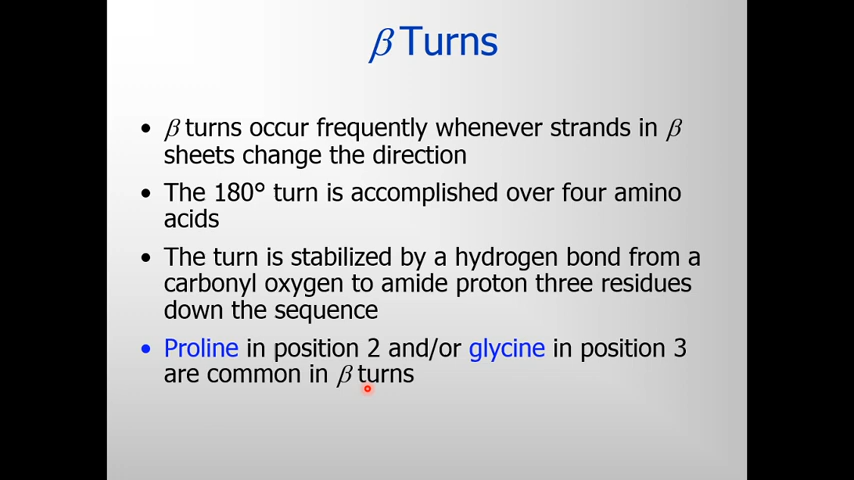 β Turns
• β turns occur frequently whenever strands in β
sheets change the direction
• The 180° turn is accomplished over four amino
acids
• The turn is stabilized by a hydrogen bond from a
carbonyl oxygen to amide proton three residues
down the sequence
• Proline in position 2 and/or glycine in position 3
are common in β turns